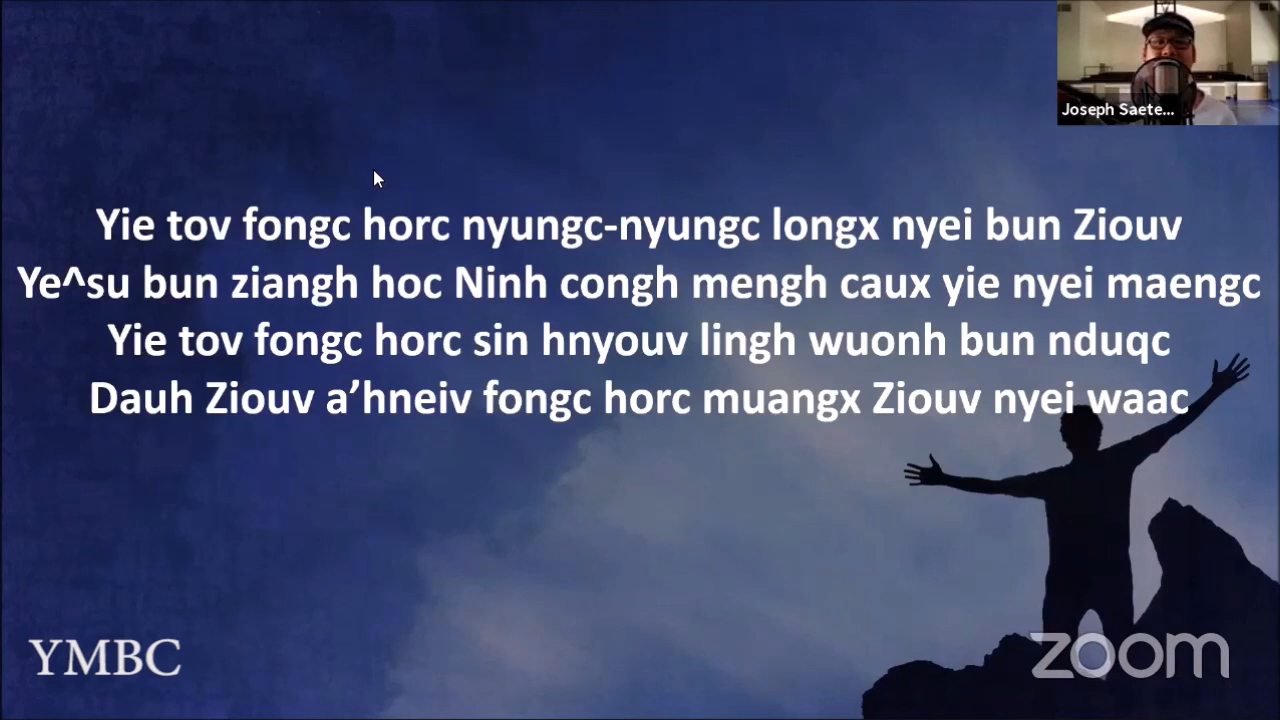 Joseph Saete...
Yie tov fongc horc nyungc-nyungc longx nyei bun Ziouv
Ye^su bun ziangh hoc Ninh congh mengh caux yie nyei maengc
Yie tov fongc horc sin hnyouv lingh wuonh bun nduqc
Dauh Ziouv a’hneiv fongc horc muangx Ziouv nyei waac
YMBC
zoom